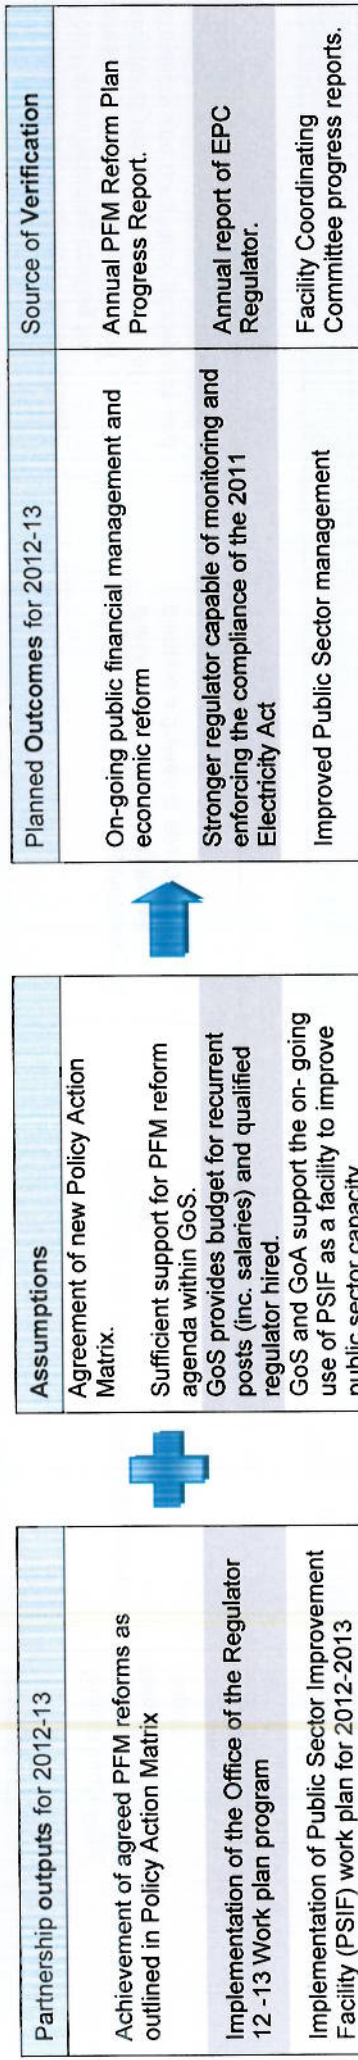 Partnership outputs for 2012-13
Achievement of agreed PFM reforms as
outlined in Policy Action Matrix
Implementation of the Office of the Regulator
12 -13 Work plan program
Implementation of Public Sector Improvement
Facility (PSIF) work plan for 2012-2013
Assumptions
Agreement of new Policy Action
Matrix.
Sufficient support for PFM reform
agenda within GoS.
GoS provides budget for recurrent
posts (inc. salaries) and qualified
regulator hired.
GoS and GoA support the on- going
use of PSIF as a facility to improve
public sector capacity
Planned Outcomes for 2012-13
On-going public financial management and
economic reform
Stronger regulator capable of monitoring and
enforcing the compliance of the 2011
Electricity Act
Improved Public Sector management
Source of Verification
Annual PFM Reform Plan
Progress Report.
Annual report of EPC
Regulator.
Facility Coordinating
Committee progress reports.